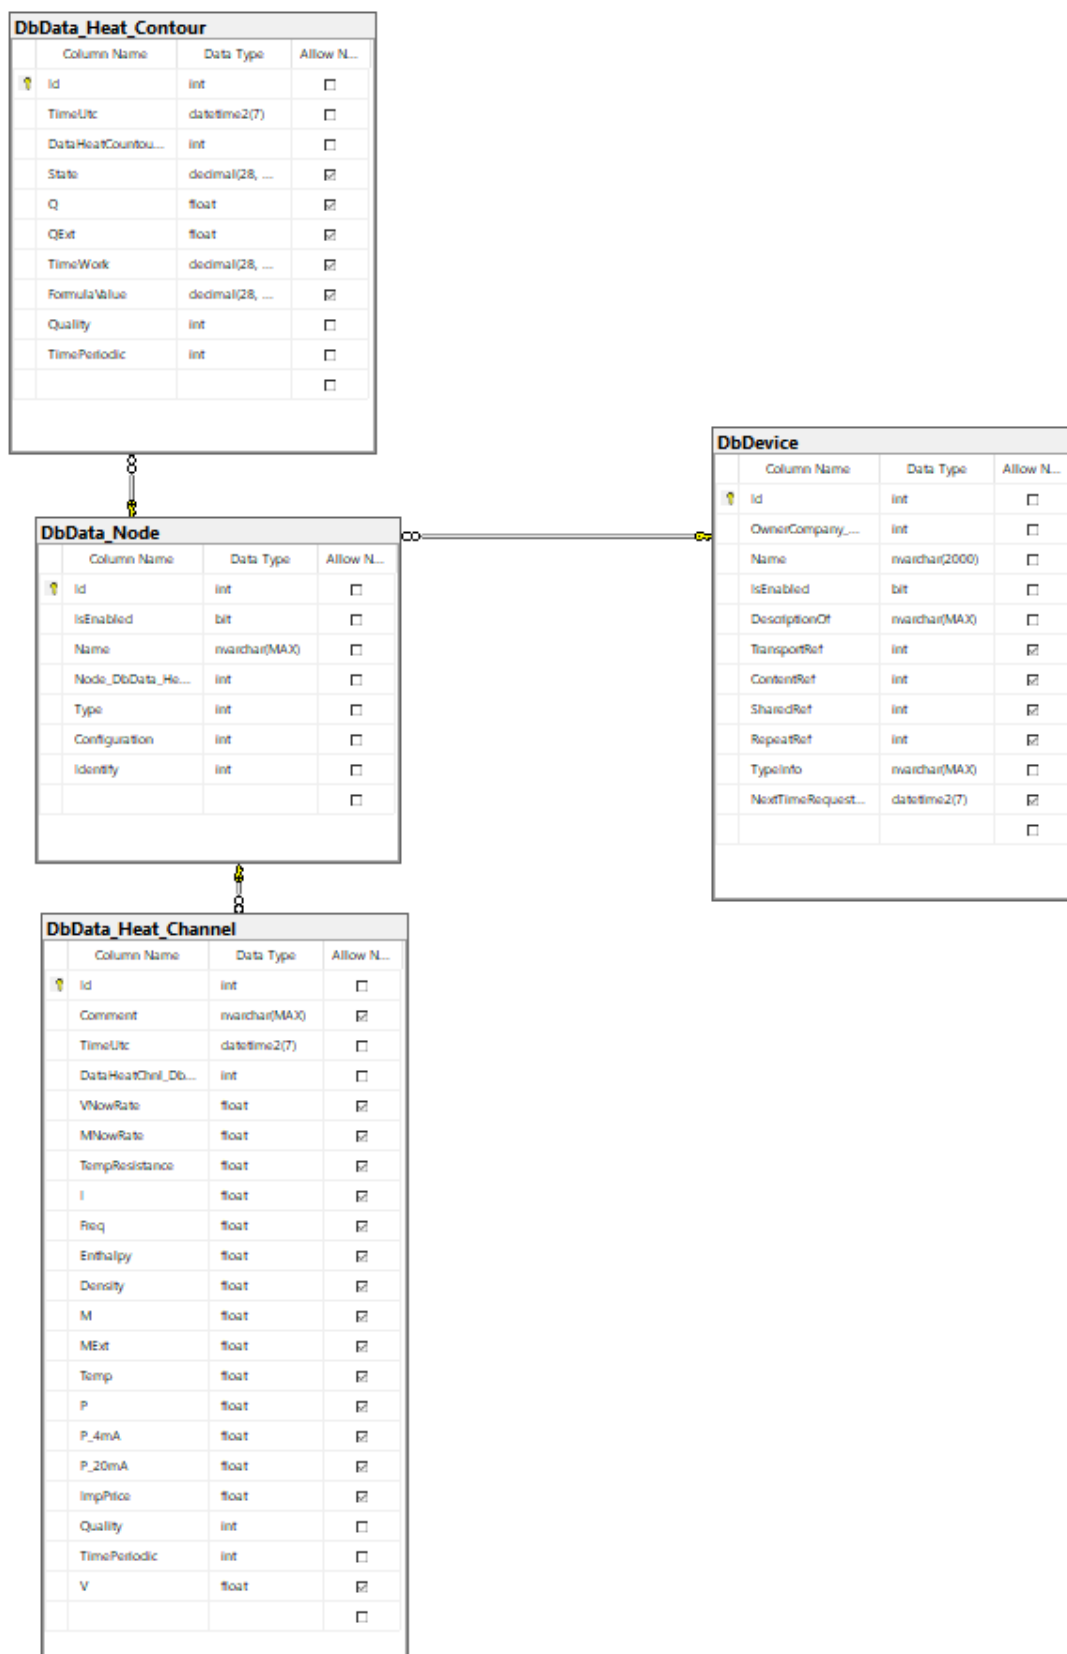 DbData_Heat_Contour
Column Name Data Type Allow N...
Id int
TimeUtc datetime2(7)
DataHeatCountou... int
State decimal(28, ...
Q float
QExt float
TimeWork decimal(28, ...
FormulaValue decimal(28, ...
Quality int
TimePeriodic int
DbData_Node
Column Name Data Type Allow N...
Id int
IsEnabled bit
Name nvarchar(MAX)
Node_DbData_He... int
Type int
Configuration int
Identify int
DbDevice
Column Name Data Type Allow N...
Id int
OwnerCompany_... int
Name nvarchar(2000)
IsEnabled bit
DescriptionOf nvarchar(MAX)
TransportRef int
ContentRef int
SharedRef int
RepeatRef int
TypeInfo nvarchar(MAX)
NextTimeRequest... datetime2(7)
DbData_Heat_Channel
Column Name Data Type Allow N...
Id int
Comment nvarchar(MAX)
TimeUtc datetime2(7)
DataHeatChnl_Db... int
VNowRate float
MNowRate float
TempResistance float
I float
Freq float
Enthalpy float
Density float
M float
MExt float
Temp float
P float
P_4mA float
P_20mA float
ImpPrice float
Quality int
TimePeriodic int
V float